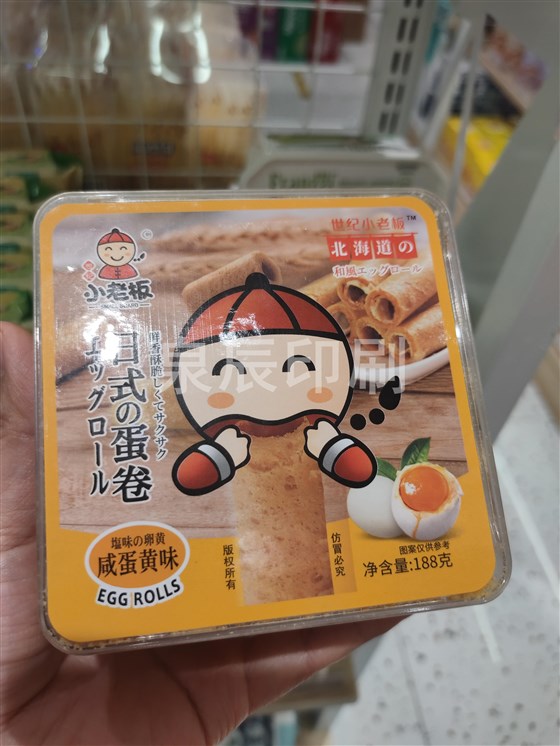 小老板
世纪小老板™
北海道の
和風エッグロール
日式の蛋卷
エッグロール
鮮香酥脆しくてサクサク
泉辰印刷
塩味の卵黄
咸蛋黄味
EGG ROLLS
版权所有
仿冒必究
图案仅供参考
净含量:188克